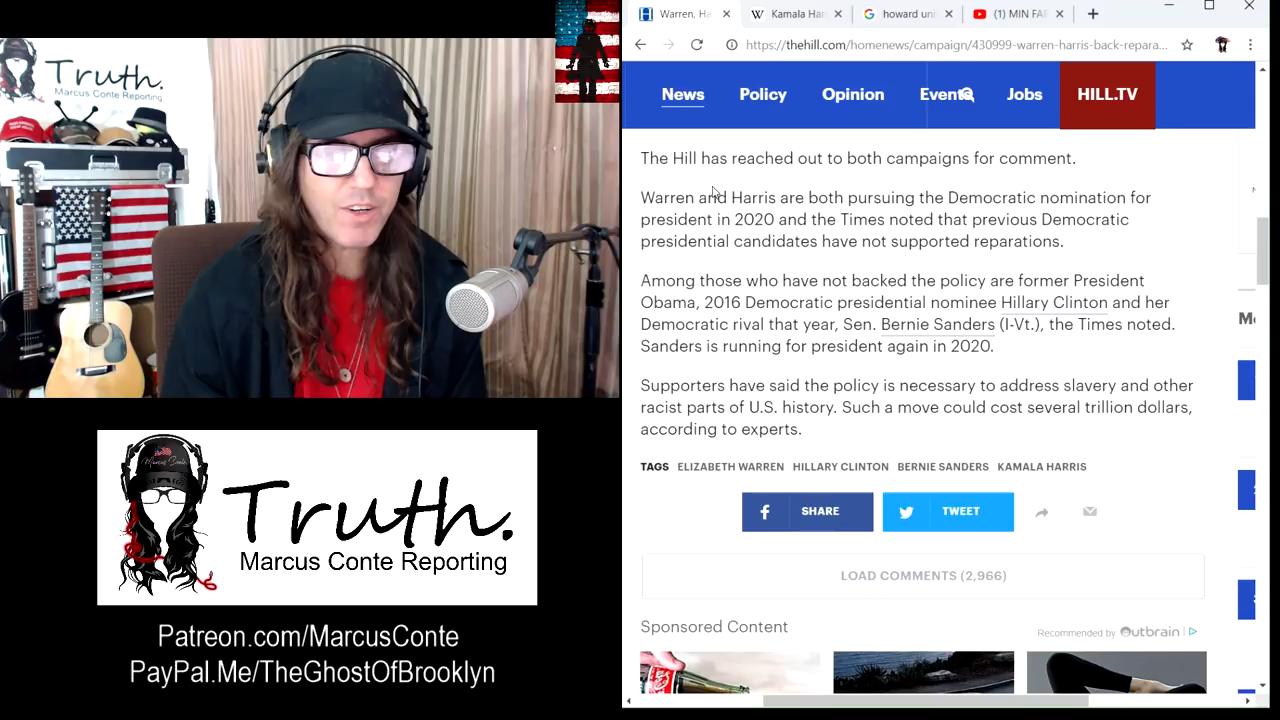 Truth.
Marcus Conte Reporting
Truth.
Marcus Conte Reporting
Patreon.com/MarcusConte
PayPal.Me/TheGhostOfBrooklyn
Warren, Ha
Kamala Har
howard uni
https://thehill.com/homenews/campaign/430999-warren-harris-back-repara...
News Policy Opinion Events Jobs HILL.TV
The Hill has reached out to both campaigns for comment.
Warren and Harris are both pursuing the Democratic nomination for
president in 2020 and the Times noted that previous Democratic
presidential candidates have not supported reparations.
Among those who have not backed the policy are former President
Obama, 2016 Democratic presidential nominee Hillary Clinton and her
Democratic rival that year, Sen. Bernie Sanders (I-Vt.), the Times noted.
Sanders is running for president again in 2020.
Supporters have said the policy is necessary to address slavery and other
racist parts of U.S. history. Such a move could cost several trillion dollars,
according to experts.
TAGS ELIZABETH WARREN HILLARY CLINTON BERNIE SANDERS KAMALA HARRIS
SHARE TWEET
LOAD COMMENTS (2,966)
Sponsored Content
Recommended by Outbrain